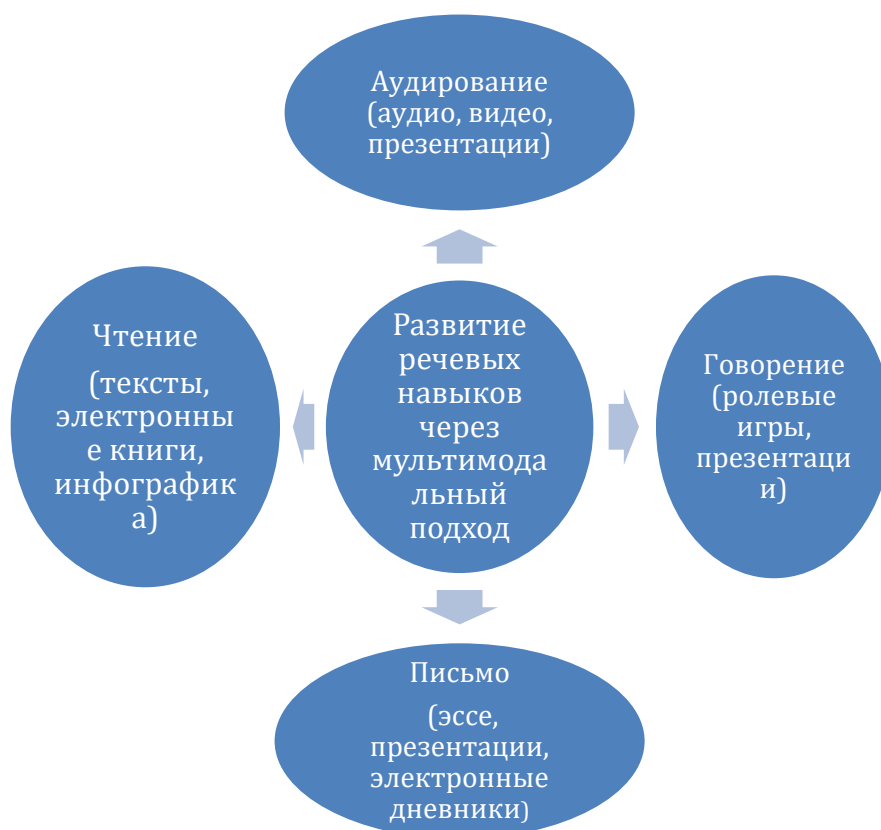 Аудирование
(аудио, видео,
презентации)
Чтение
(тексты,
электронны
е книги,
инфографик
а)
Развитие
речевых
навыков
через
мультимода
льный
подход
Говорение
(ролевые
игры,
презентаци
и)
Письмо
(эссе,
презентации,
электронные
дневники)